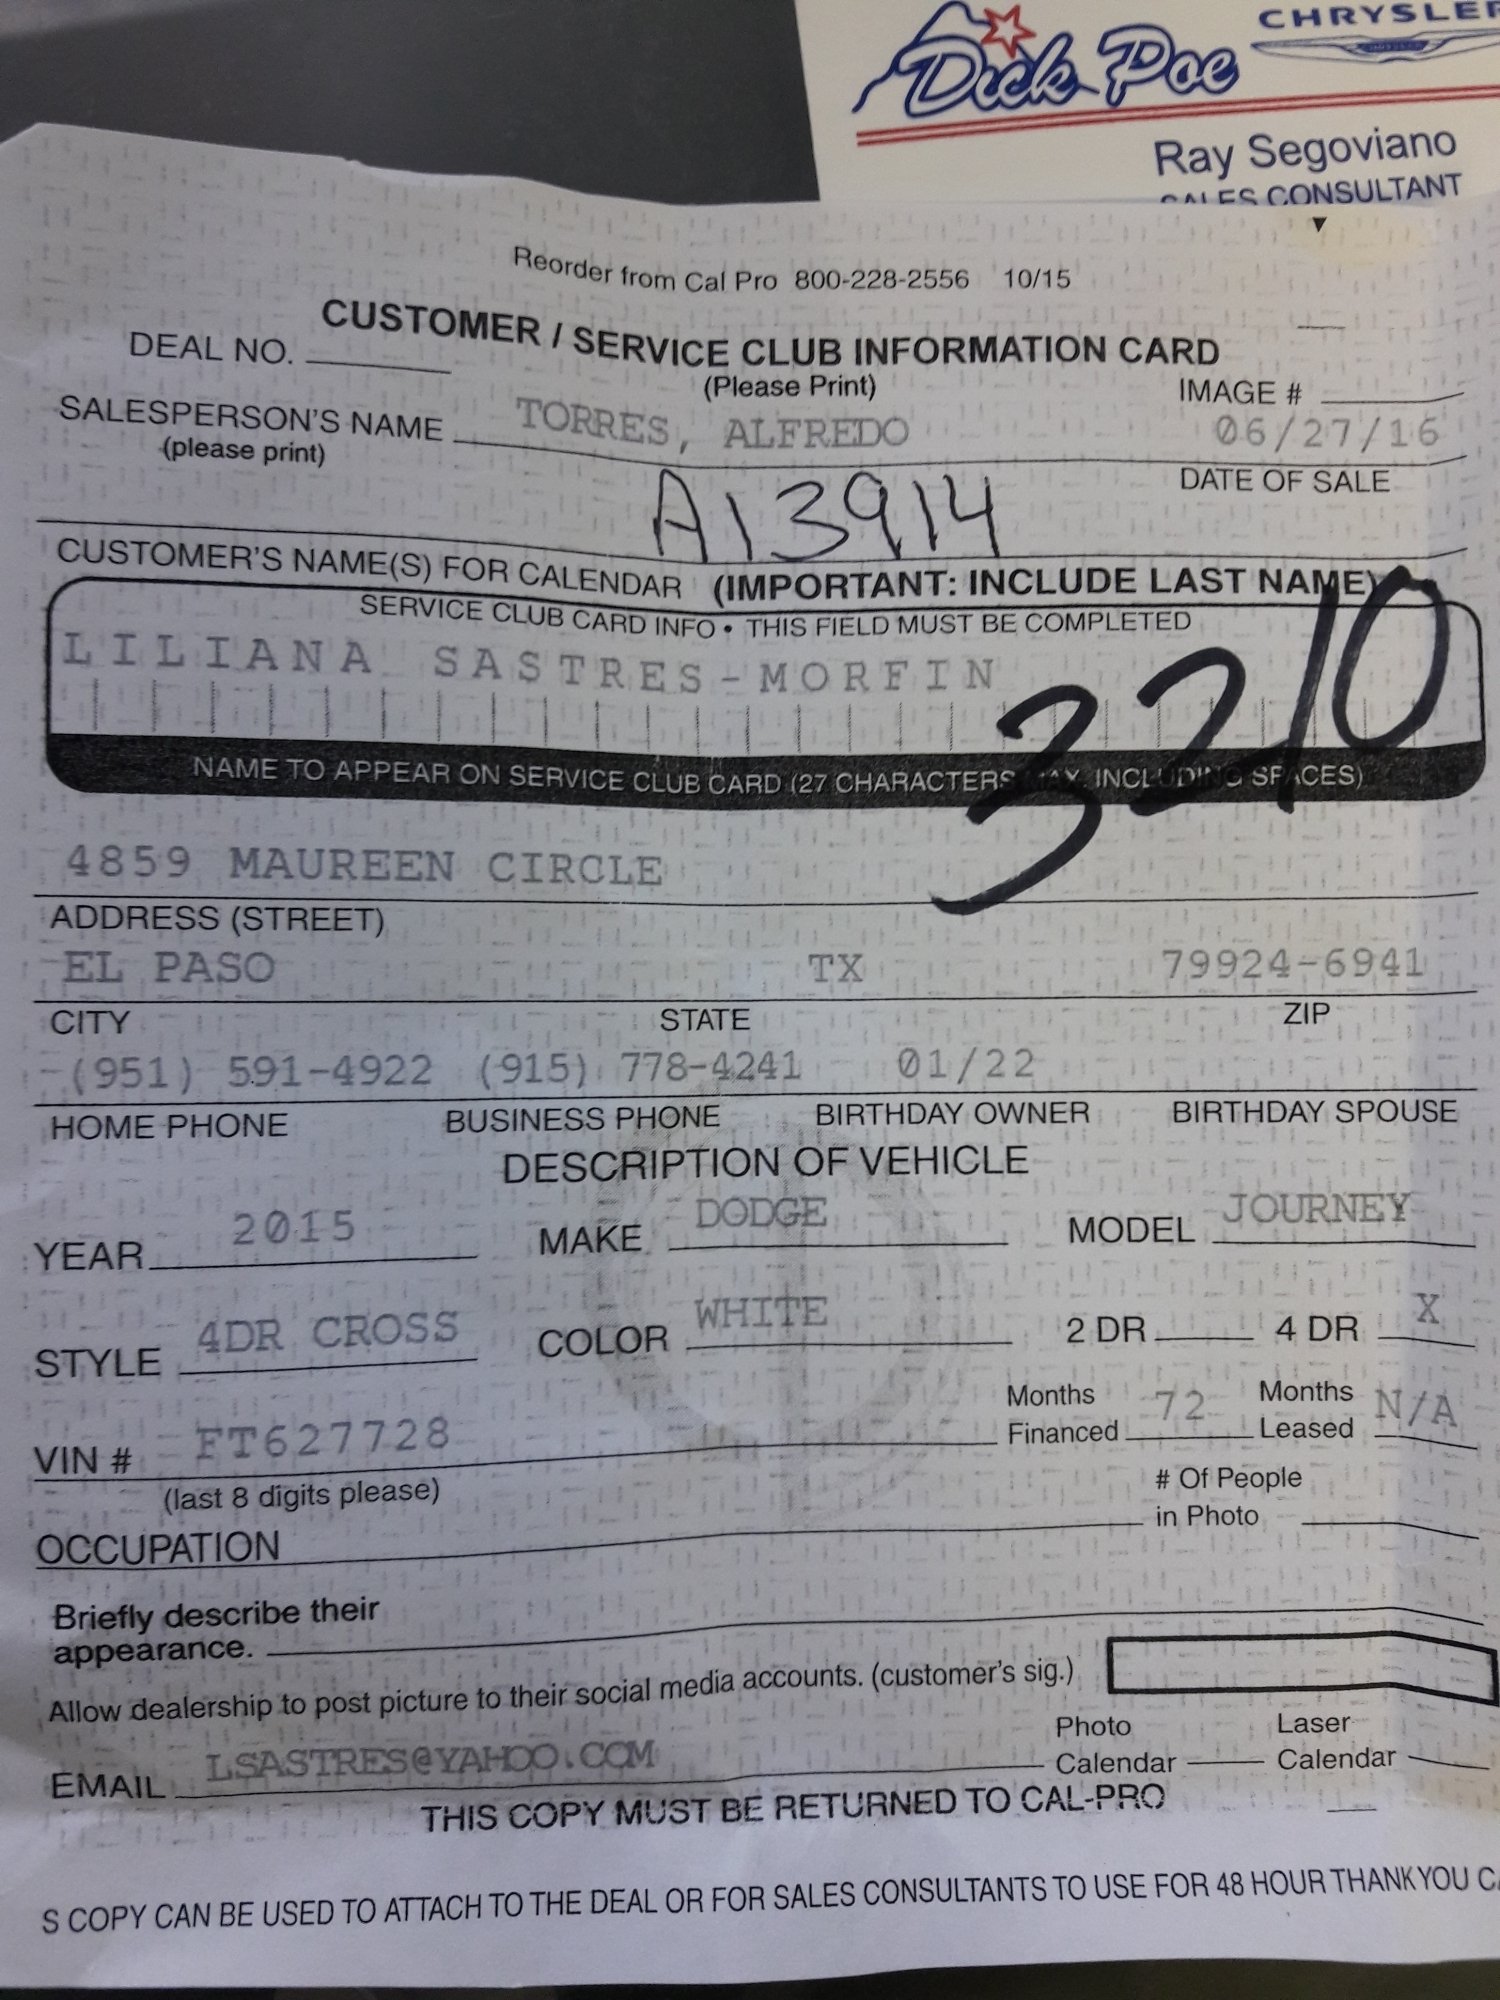 CHRYSLER
Dick Poe
Ray Segoviano
SALES CONSULTANT
Reorder from Cal Pro 800-228-2556 10/15
CUSTOMER / SERVICE CLUB INFORMATION CARD
DEAL NO.
(Please Print)
IMAGE #
SALESPERSON'S NAME TORRES, ALFREDO 06/27/16
(please print)
DATE OF SALE
A13914
CUSTOMER'S NAME(S) FOR CALENDAR (IMPORTANT: INCLUDE LAST NAME)
SERVICE CLUB CARD INFO • THIS FIELD MUST BE COMPLETED
LILIANA SASTRES-MORFIN
3210
NAME TO APPEAR ON SERVICE CLUB CARD (27 CHARACTERS MAX. INCLUDING SPACES)
4859 MAUREEN CIRCLE
ADDRESS (STREET)
EL PASO TX 79924-6941
CITY STATE ZIP
(951) 591-4922 (915) 778-4241 01/22
HOME PHONE BUSINESS PHONE BIRTHDAY OWNER BIRTHDAY SPOUSE
DESCRIPTION OF VEHICLE
YEAR 2015 MAKE DODGE MODEL JOURNEY
STYLE 4DR CROSS COLOR WHITE 2 DR 4 DR X
Months Financed 72 Months Leased N/A
VIN # FT627728
(last 8 digits please)
# Of People
in Photo
OCCUPATION
Briefly describe their
appearance.
Allow dealership to post picture to their social media accounts. (customer's sig.)
Photo Calendar Laser Calendar
EMAIL LSASTRES@YAHOO.COM
THIS COPY MUST BE RETURNED TO CAL-PRO
S COPY CAN BE USED TO ATTACH TO THE DEAL OR FOR SALES CONSULTANTS TO USE FOR 48 HOUR THANK YOU CA